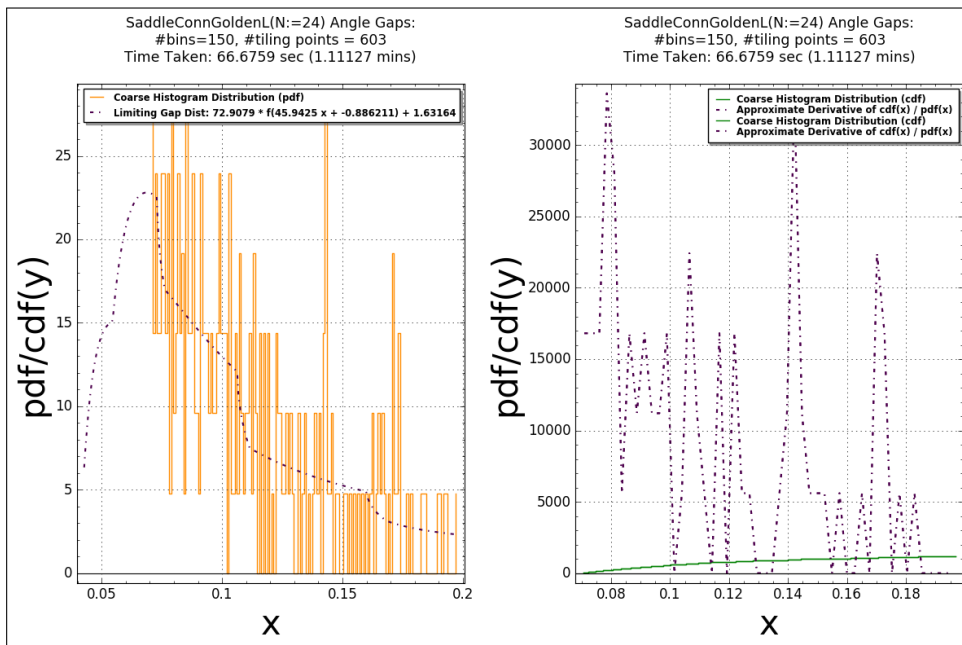 SaddleConnGoldenL(N:=24) Angle Gaps:
#bins=150, #tiling points = 603
Time Taken: 66.6759 sec (1.11127 mins)
Coarse Histogram Distribution (pdf)
Limiting Gap Dist: 72.9079 * f(45.9425 x + -0.886211) + 1.63164
25
20
15
10
5
0
0.05
0.1
0.15
0.2
pdf/cdf(y)
x
SaddleConnGoldenL(N:=24) Angle Gaps:
#bins=150, #tiling points = 603
Time Taken: 66.6759 sec (1.11127 mins)
Coarse Histogram Distribution (cdf)
Approximate Derivative of cdf(x) / pdf(x)
Coarse Histogram Distribution (cdf)
Approximate Derivative of cdf(x) / pdf(x)
30000
25000
20000
15000
10000
5000
0
0.08
0.1
0.12
0.14
0.16
0.18
pdf/cdf(y)
x